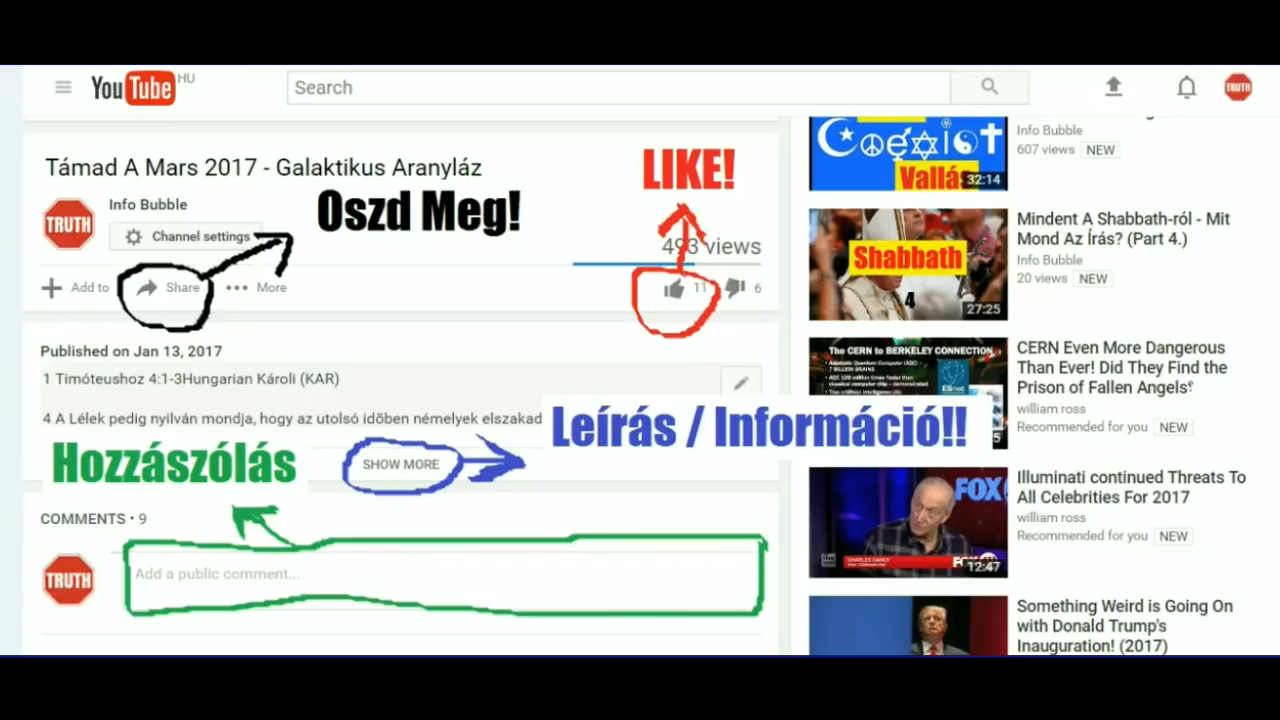 YouTube HU
Search
TRUTH
Támad A Mars 2017 - Galaktikus Aranyláz
TRUTH
Info Bubble
Channel settings
Oszd Meg!
LIKE!
493 views
Add to
Share
More
11
6
Published on Jan 13, 2017
1 Timóteushoz 4:1-3Hungarian Károli (KAR)
4 A Lélek pedig nyilván mondja, hogy az utolsó időben némelyek elszakad
Leírás / Információ!!
Hozzászólás
SHOW MORE
COMMENTS • 9
TRUTH
Add a public comment...
Vallás
32:14
Info Bubble
607 views NEW
Shabbath
4
27:25
Mindent A Shabbath-ról - Mit
Mond Az Írás? (Part 4.)
Info Bubble
20 views NEW
The CERN to BERKELEY CONNECTION
CERN Even More Dangerous
Than Ever! Did They Find the
Prison of Fallen Angels؟
william ross
Recommended for you NEW
FOX
CHARLES DANCE
12:47
Illuminati continued Threats To
All Celebrities For 2017
william ross
Recommended for you NEW
Something Weird is Going On
with Donald Trump's
Inauguration! (2017)